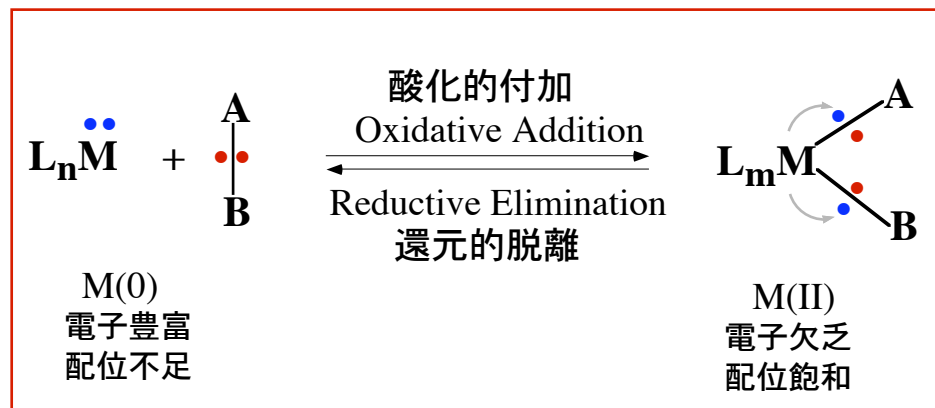 酸化的付加
Oxidative Addition
LnM + A B
LmM A B
Reductive Elimination
還元的脱離
M(0)
電子豊富
配位不足
M(II)
電子欠乏
配位飽和